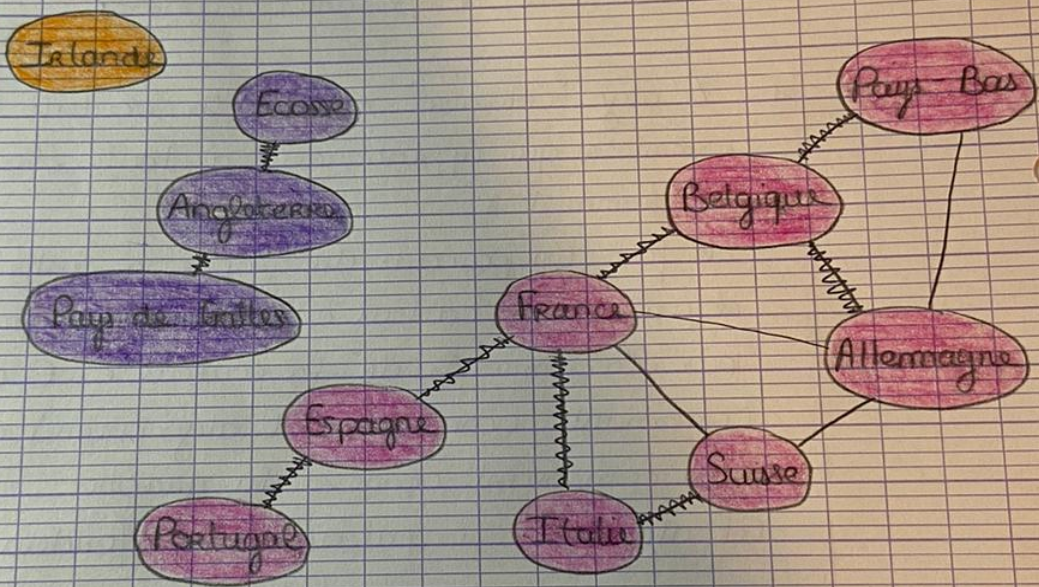 Irlande
Ecosse
Pays-Bas
Angleterre
Belgique
Pays de Galles
France
Allemagne
Espagne
Suisse
Portugal
Italie